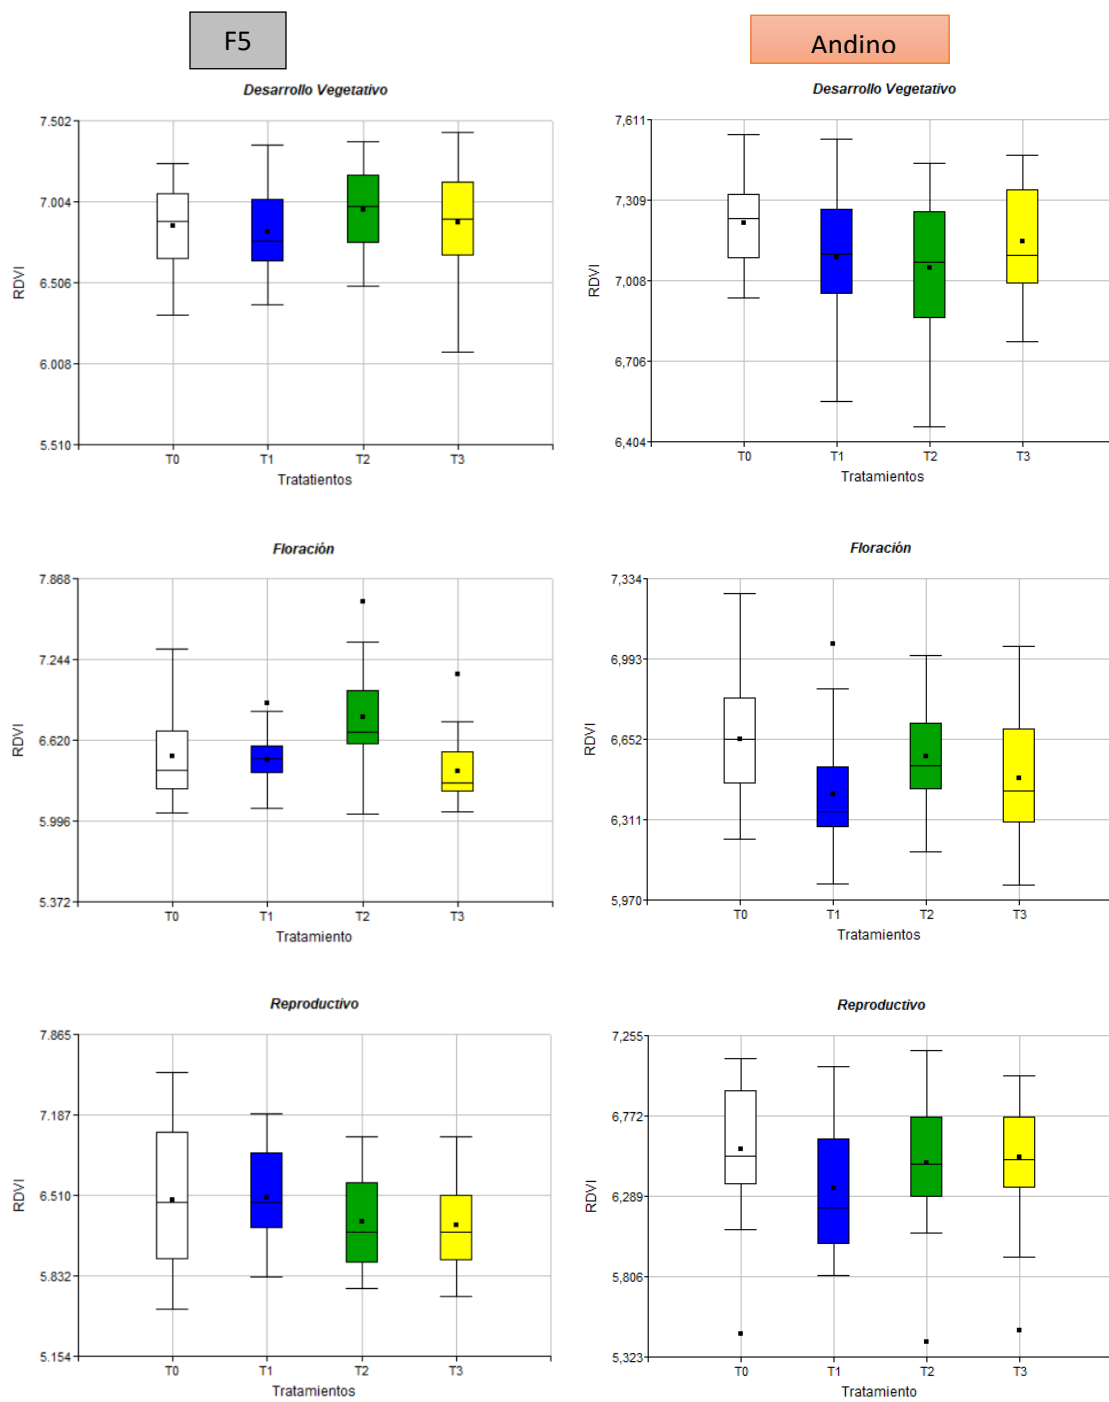 F5
Andino
Desarrollo Vegetativo
7.502
7.004
6.506
6.008
5.510
RDVI
T0 T1 T2 T3
Tratatientos
Desarrollo Vegetativo
7,611
7,309
7,008
6,706
6,404
RDVI
T0 T1 T2 T3
Tratamientos
Floración
7.868
7.244
6.620
5.996
5.372
RDVI
T0 T1 T2 T3
Tratamiento
Floración
7,334
6,993
6,652
6,311
5,970
RDVI
T0 T1 T2 T3
Tratamientos
Reproductivo
7.865
7.187
6.510
5.832
5.154
RDVI
T0 T1 T2 T3
Tratamientos
Reproductivo
7,255
6,772
6,289
5,806
5,323
RDVI
T0 T1 T2 T3
Tratamiento